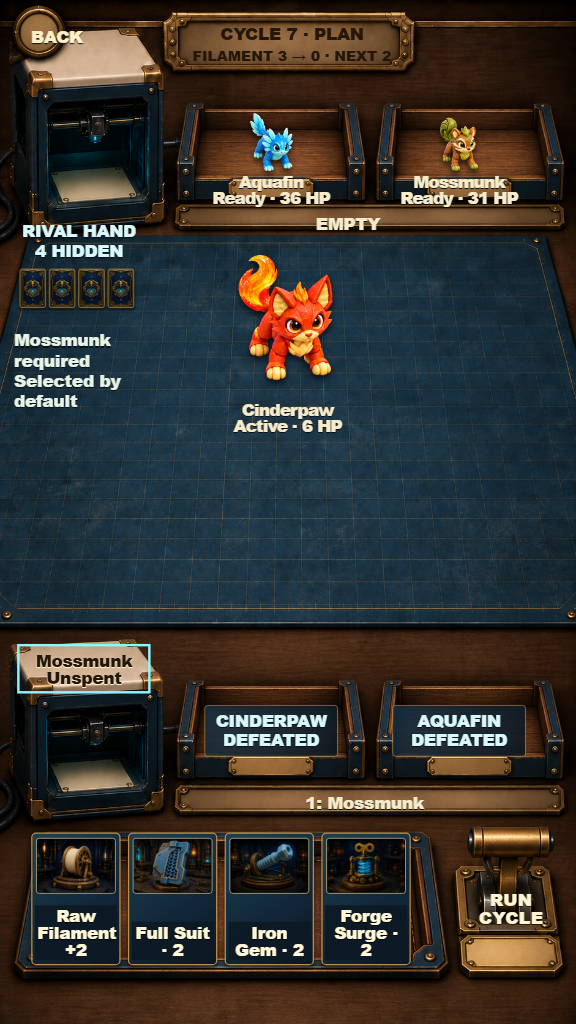 BACK
CYCLE 7 · PLAN
FILAMENT 3 → 0 · NEXT 2
Aquafin
Ready · 36 HP
Mossmunk
Ready · 31 HP
EMPTY
RIVAL HAND
4 HIDDEN
Mossmunk
required
Selected by
default
Cinderpaw
Active · 6 HP
Mossmunk
Unspent
CINDERPAW
DEFEATED
AQUAFIN
DEFEATED
1: Mossmunk
Raw
Filament
+2
Full Suit
· 2
Iron
Gem · 2
Forge
Surge ·
2
RUN
CYCLE